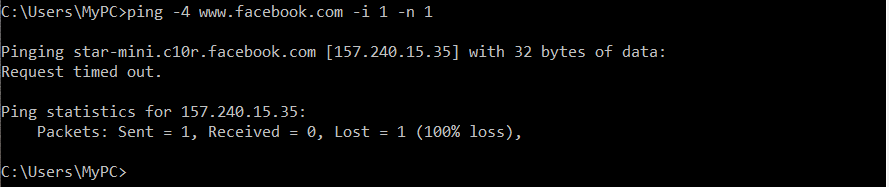 C:\Users\MyPC>ping -4 www.facebook.com -i 1 -n 1
Pinging star-mini.c10r.facebook.com [157.240.15.35] with 32 bytes of data:
Request timed out.
Ping statistics for 157.240.15.35:
    Packets: Sent = 1, Received = 0, Lost = 1 (100% loss),
C:\Users\MyPC>